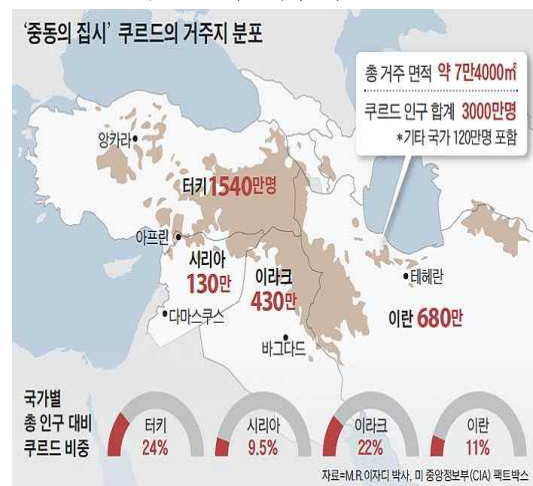 ‘중동의 집시’ 쿠르드의 거주지 분포
총 거주 면적 약 7만4000㎡
쿠르드 인구 합계 3000만명
*기타 국가 120만명 포함
앙카라
터키 1540만명
아프린
시리아
130만
이라크
430만
테헤란
다마스쿠스
이란 680만
바그다드
국가별
총 인구 대비
쿠르드 비중
터키
24%
시리아
9.5%
이라크
22%
이란
11%
자료=M.R.이자디 박사, 미 중앙정보부(CIA) 팩트박스